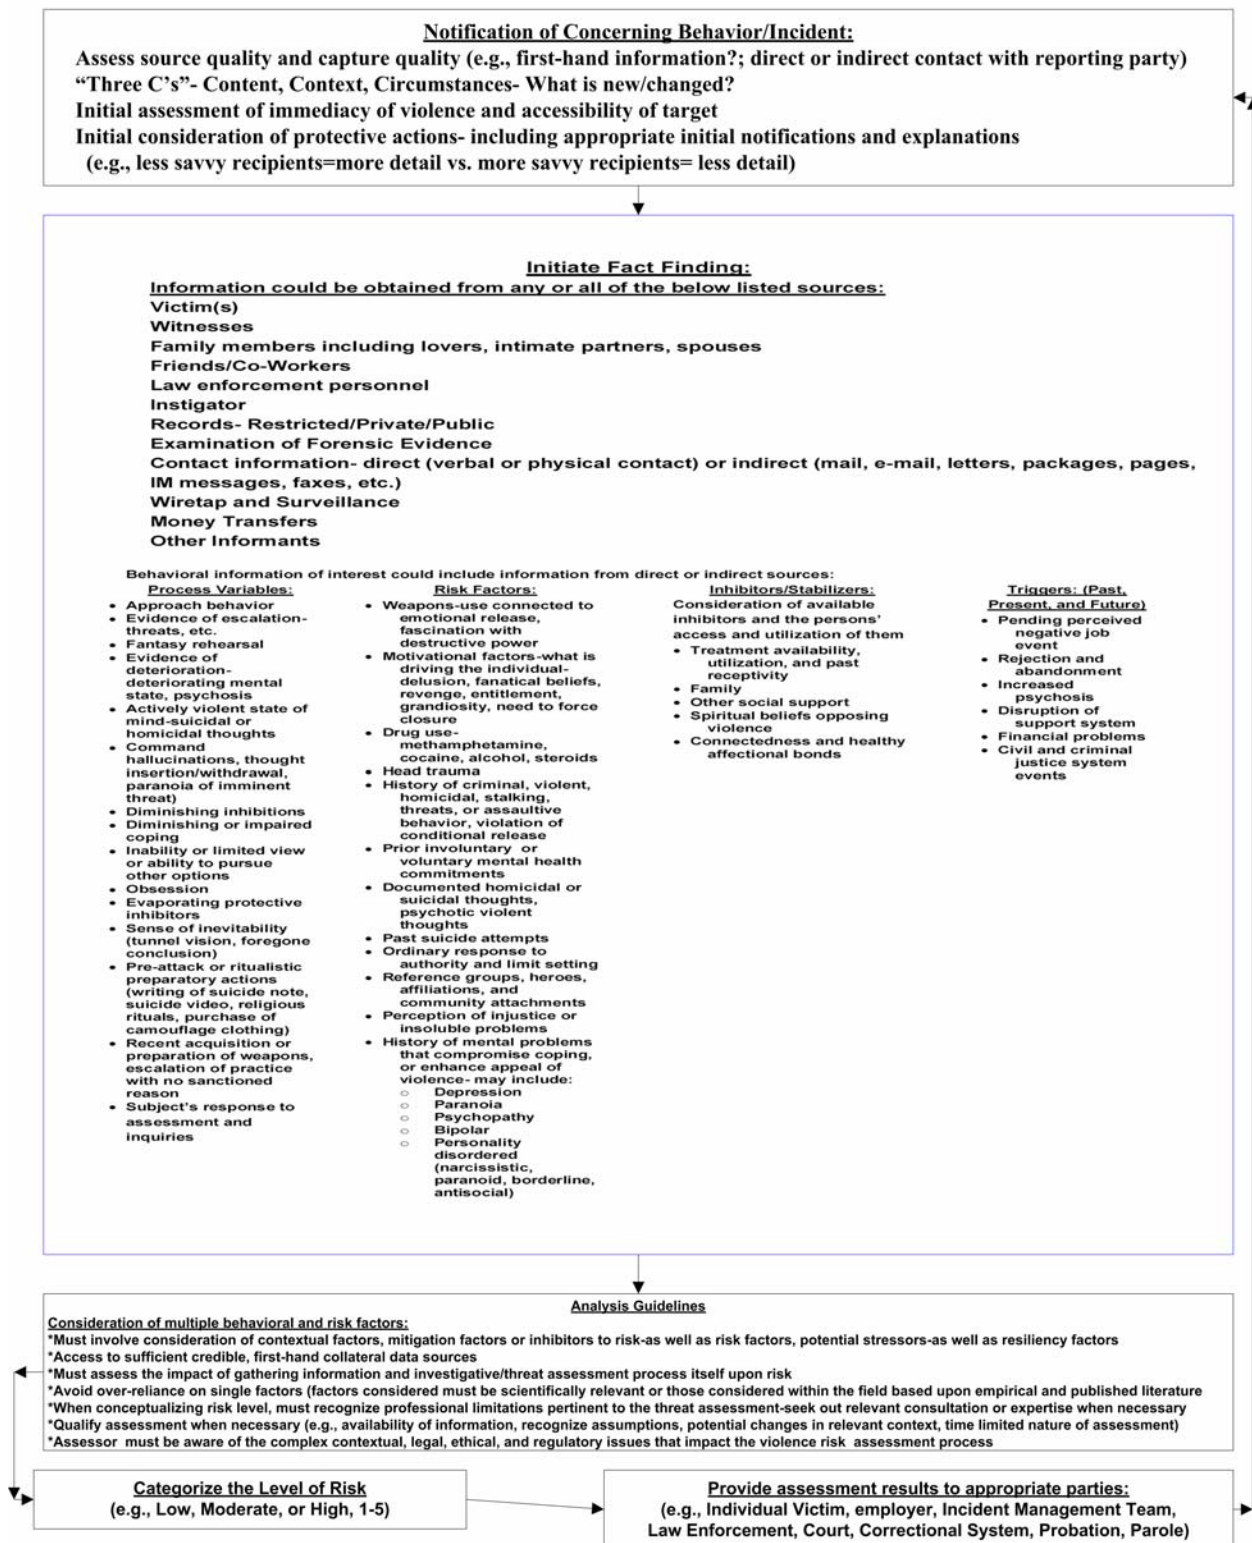 Notification of Concerning Behavior/Incident:
Assess source quality and capture quality (e.g., first-hand information?; direct or indirect contact with reporting party)
“Three C’s”- Content, Context, Circumstances- What is new/changed?
Initial assessment of immediacy of violence and accessibility of target
Initial consideration of protective actions- including appropriate initial notifications and explanations
(e.g., less savvy recipients=more detail vs. more savvy recipients= less detail)
Initiate Fact Finding:
Information could be obtained from any or all of the below listed sources:
Victim(s)
Witnesses
Family members including lovers, intimate partners, spouses
Friends/Co-Workers
Law enforcement personnel
Instigator
Records- Restricted/Private/Public
Examination of Forensic Evidence
Contact information- direct (verbal or physical contact) or indirect (mail, e-mail, letters, packages, pages,
IM messages, faxes, etc.)
Wiretap and Surveillance
Money Transfers
Other Informants
Behavioral information of interest could include information from direct or indirect sources:
Process Variables:
• Approach behavior
• Evidence of escalation-
threats, etc.
• Fantasy rehearsal
• Evidence of
deterioration-
deteriorating mental
state, psychosis
• Actively violent state of
mind-suicidal or
homicidal thoughts
• Command
hallucinations, thought
insertion/withdrawal,
paranoia of imminent
threat)
• Diminishing inhibitions
• Diminishing or impaired
coping
• Inability or limited view
or ability to pursue
other options
• Obsession
• Evaporating protective
inhibitors
• Sense of inevitability
(tunnel vision, foregone
conclusion)
• Pre-attack or ritualistic
preparatory actions
(writing of suicide note,
suicide video, religious
rituals, purchase of
camouflage clothing)
• Recent acquisition or
preparation of weapons,
escalation of practice
with no sanctioned
reason
• Subject’s response to
assessment and
inquiries
Risk Factors:
• Weapons-use connected to
emotional release,
fascination with
destructive power
• Motivational factors-what is
driving the individual-
delusion, fanatical beliefs,
revenge, entitlement,
grandiosity, need to force
closure
• Drug use-
methamphetamine,
cocaine, alcohol, steroids
• Head trauma
• History of criminal, violent,
homicidal, stalking,
threats, or assaultive
behavior, violation of
conditional release
• Prior involuntary or
voluntary mental health
commitments
• Documented homicidal or
suicidal thoughts,
psychotic violent
thoughts
• Past suicide attempts
• Ordinary response to
authority and limit setting
• Reference groups, heroes,
affiliations, and
community attachments
• Perception of injustice or
insoluble problems
• History of mental problems
that compromise coping,
or enhance appeal of
violence- may include:
o Depression
o Paranoia
o Psychopathy
o Bipolar
o Personality
disordered
(narcissistic,
paranoid, borderline,
antisocial)
Inhibitors/Stabilizers:
Consideration of available
inhibitors and the persons’
access and utilization of them
• Treatment availability,
utilization, and past
receptivity
• Family
• Other social support
• Spiritual beliefs opposing
violence
• Connectedness and healthy
affectional bonds
Triggers: (Past,
Present, and Future)
• Pending perceived
negative job
event
• Rejection and
abandonment
• Increased
psychosis
• Disruption of
support system
• Financial problems
• Civil and criminal
justice system
events
Analysis Guidelines
Consideration of multiple behavioral and risk factors:
*Must involve consideration of contextual factors, mitigation factors or inhibitors to risk-as well as risk factors, potential stressors-as well as resiliency factors
*Access to sufficient credible, first-hand collateral data sources
*Must assess the impact of gathering information and investigative/threat assessment process itself upon risk
*Avoid over-reliance on single factors (factors considered must be scientifically relevant or those considered within the field based upon empirical and published literature
*When conceptualizing risk level, must recognize professional limitations pertinent to the threat assessment-seek out relevant consultation or expertise when necessary
*Qualify assessment when necessary (e.g., availability of information, recognize assumptions, potential changes in relevant context, time limited nature of assessment)
*Assessor must be aware of the complex contextual, legal, ethical, and regulatory issues that impact the violence risk assessment process
Categorize the Level of Risk
(e.g., Low, Moderate, or High, 1-5)
Provide assessment results to appropriate parties:
(e.g., Individual Victim, employer, Incident Management Team,
Law Enforcement, Court, Correctional System, Probation, Parole)